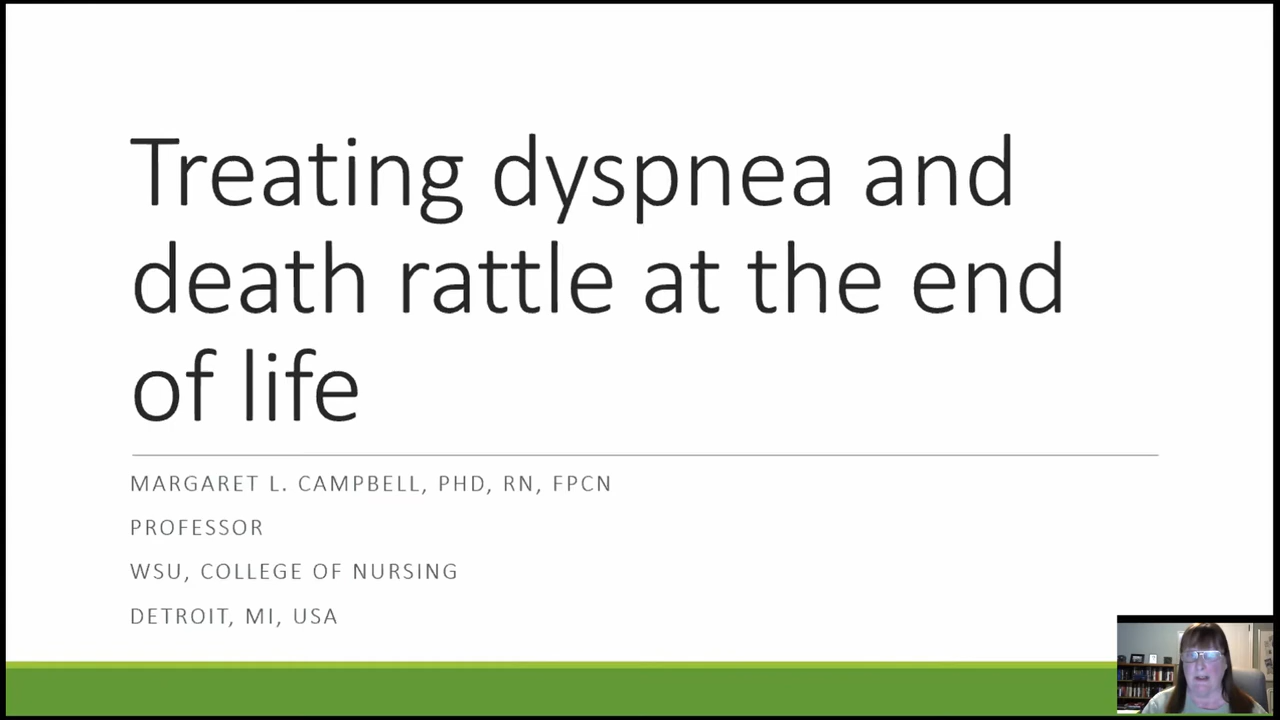 Treating dyspnea and
death rattle at the end
of life
MARGARET L. CAMPBELL, PHD, RN, FPCN
PROFESSOR
WSU, COLLEGE OF NURSING
DETROIT, MI, USA